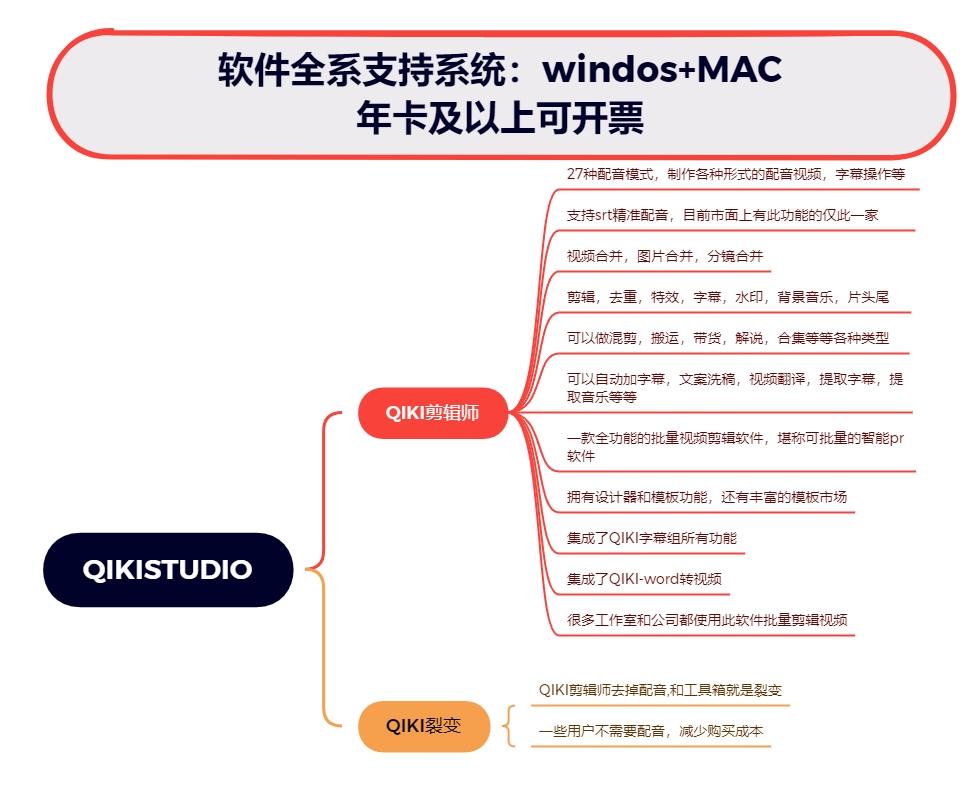 软件全系支持系统：windos+MAC
年卡及以上可开票
27种配音模式，制作各种形式的配音视频，字幕操作等
支持srt精准配音，目前市面上有此功能的仅此一家
视频合并，图片合并，分镜合并
剪辑，去重，特效，字幕，水印，背景音乐，片头尾
可以做混剪，搬运，带货，解说，合集等等各种类型
可以自动加字幕，文案洗稿，视频翻译，提取字幕，提
取音乐等等
QIKI剪辑师
一款全功能的批量视频剪辑软件，堪称可批量的智能pr
软件
拥有设计器和模板功能，还有丰富的模板市场
集成了QIKI字幕组所有功能
QIKISTUDIO
集成了QIKI-word转视频
很多工作室和公司都使用此软件批量剪辑视频
QIKI裂变
QIKI剪辑师去掉配音,和工具箱就是裂变
一些用户不需要配音，减少购买成本